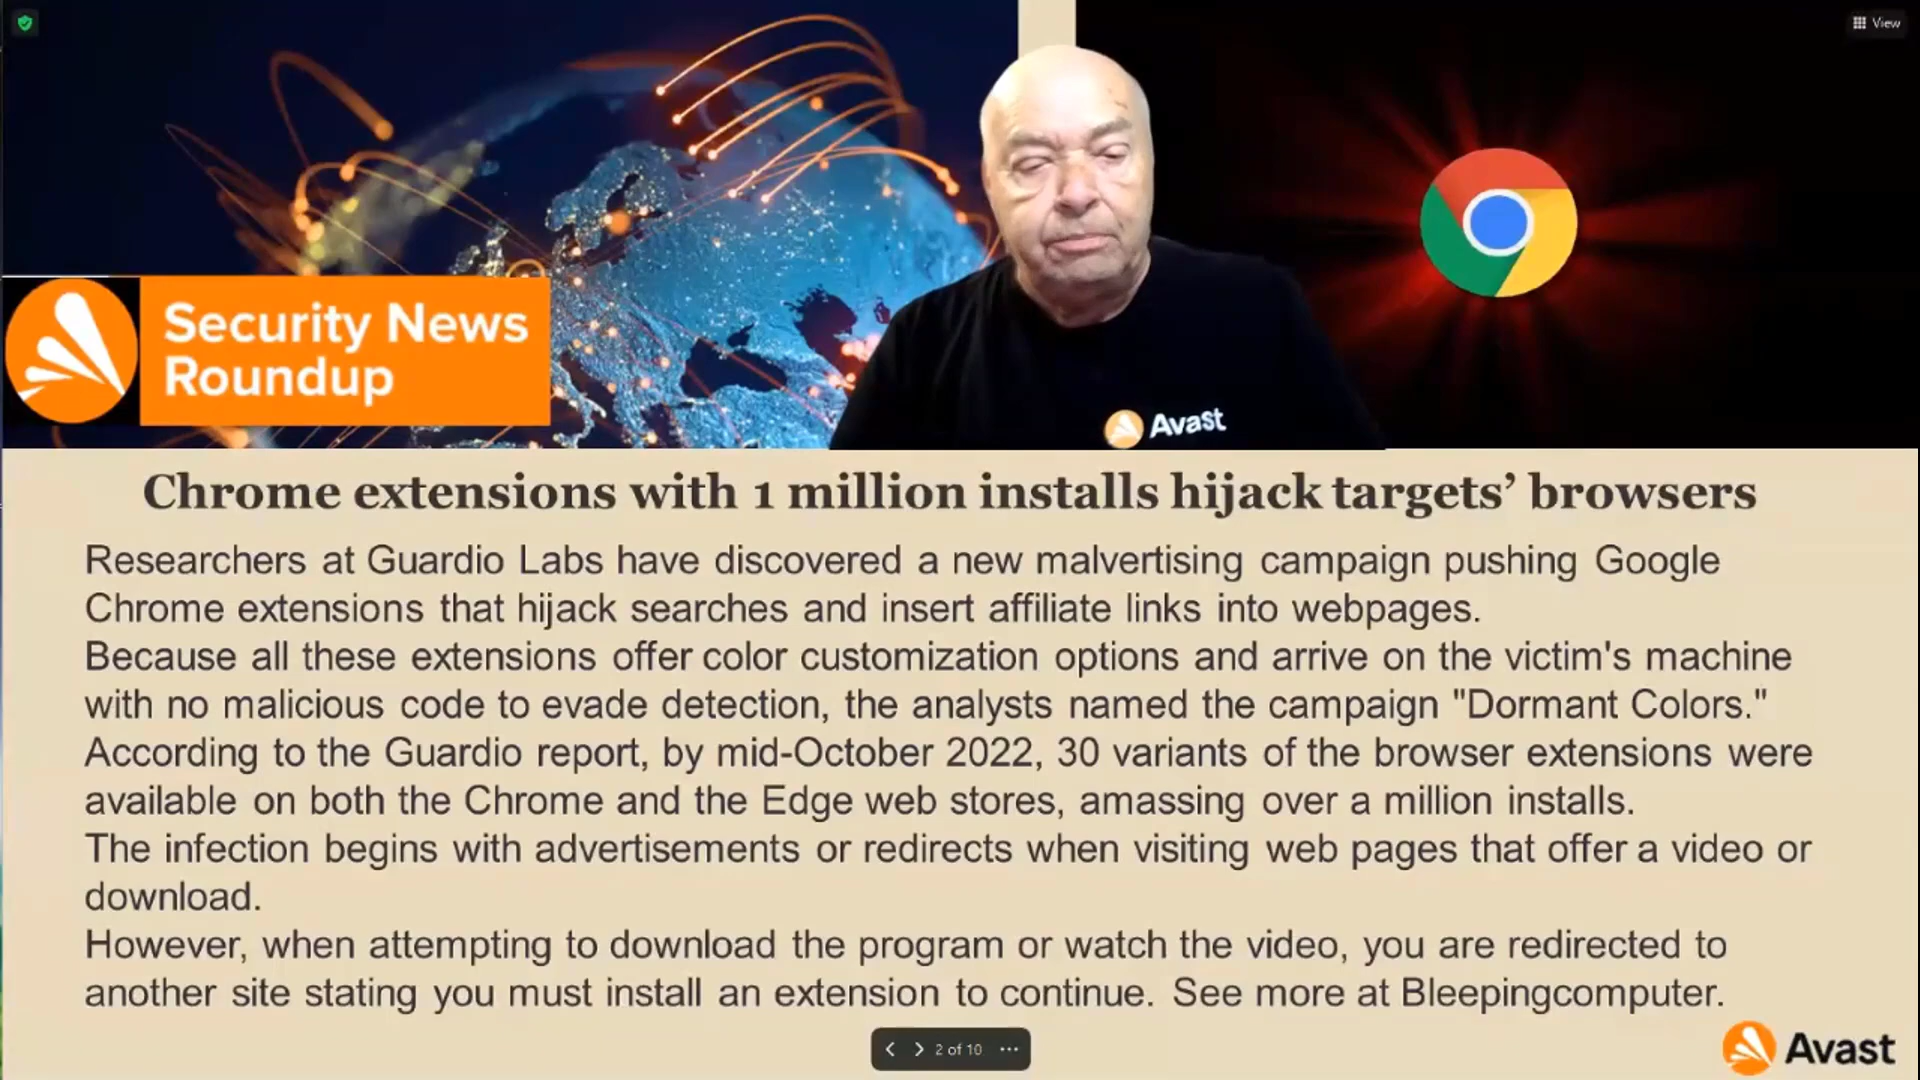 View
Security News
Roundup
Avast
Chrome extensions with 1 million installs hijack targets’ browsers
Researchers at Guardio Labs have discovered a new malvertising campaign pushing Google
Chrome extensions that hijack searches and insert affiliate links into webpages.
Because all these extensions offer color customization options and arrive on the victim's machine
with no malicious code to evade detection, the analysts named the campaign "Dormant Colors."
According to the Guardio report, by mid-October 2022, 30 variants of the browser extensions were
available on both the Chrome and the Edge web stores, amassing over a million installs.
The infection begins with advertisements or redirects when visiting web pages that offer a video or
download.
However, when attempting to download the program or watch the video, you are redirected to
another site stating you must install an extension to continue. See more at Bleepingcomputer.
2 of 10
Avast